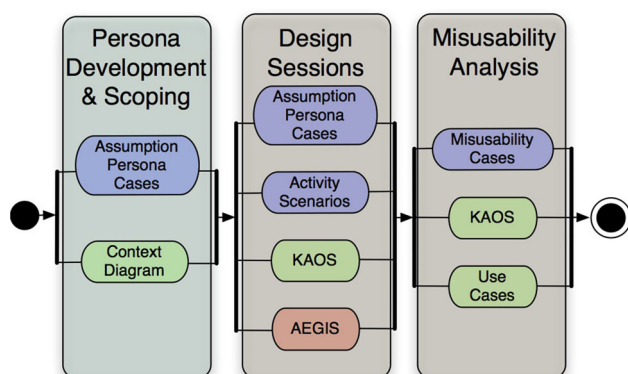 Persona
Development
& Scoping
Assumption
Persona
Cases
Context
Diagram
Design
Sessions
Assumption
Persona
Cases
Activity
Scenarios
KAOS
AEGIS
Misusability
Analysis
Misusability
Cases
KAOS
Use
Cases